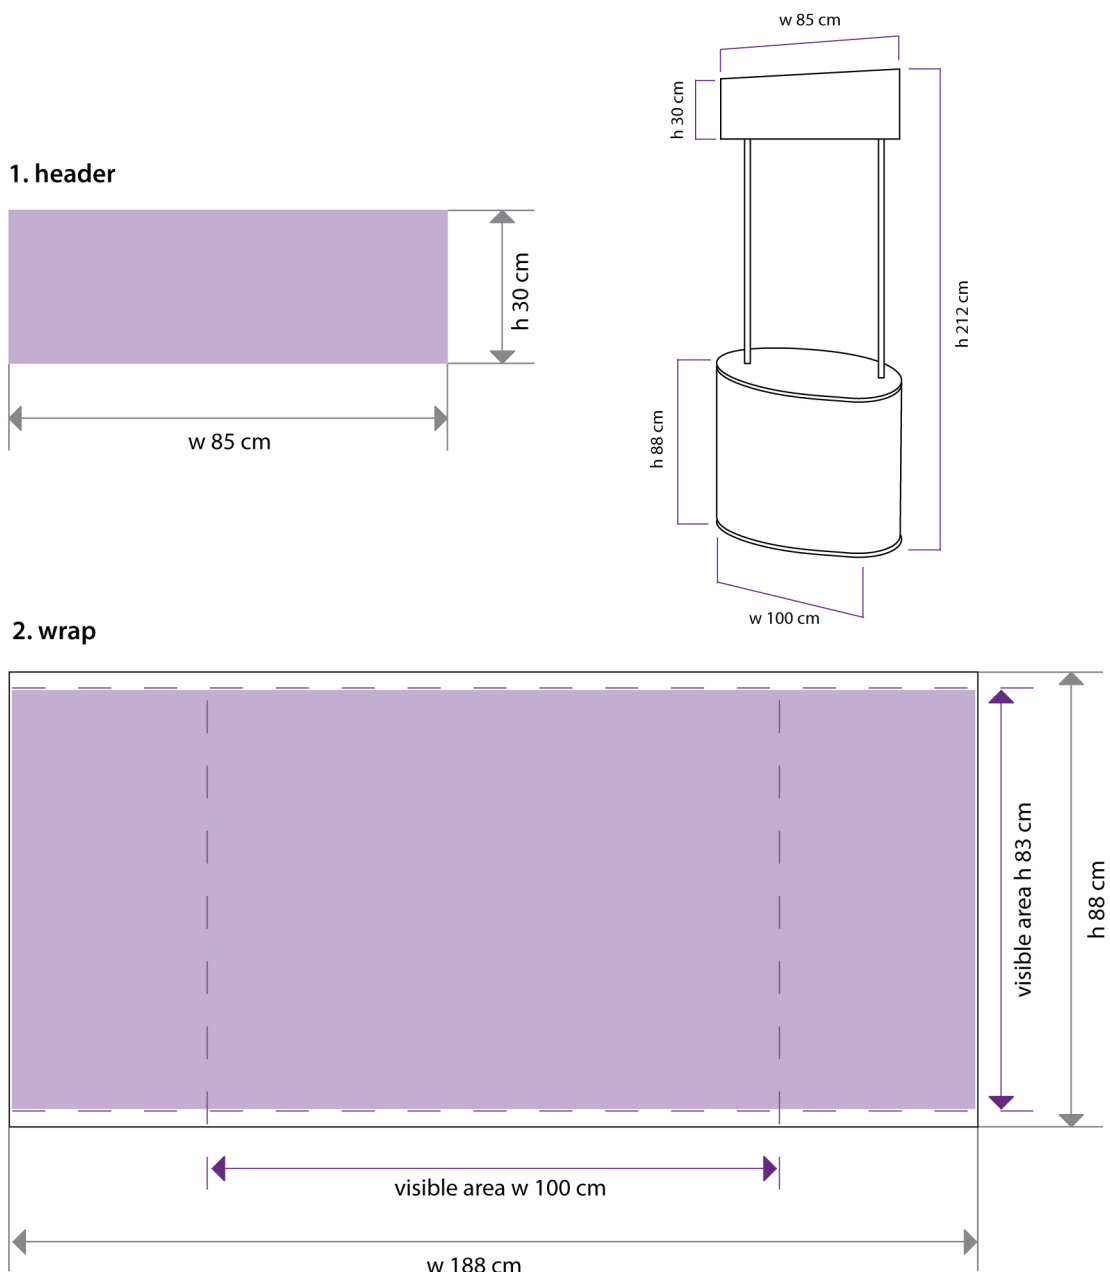 w 85 cm
h 30 cm
1. header
h 30 cm
h 212 cm
w 85 cm
h 88 cm
w 100 cm
2. wrap
visible area h 83 cm
h 88 cm
visible area w 100 cm
w 188 cm